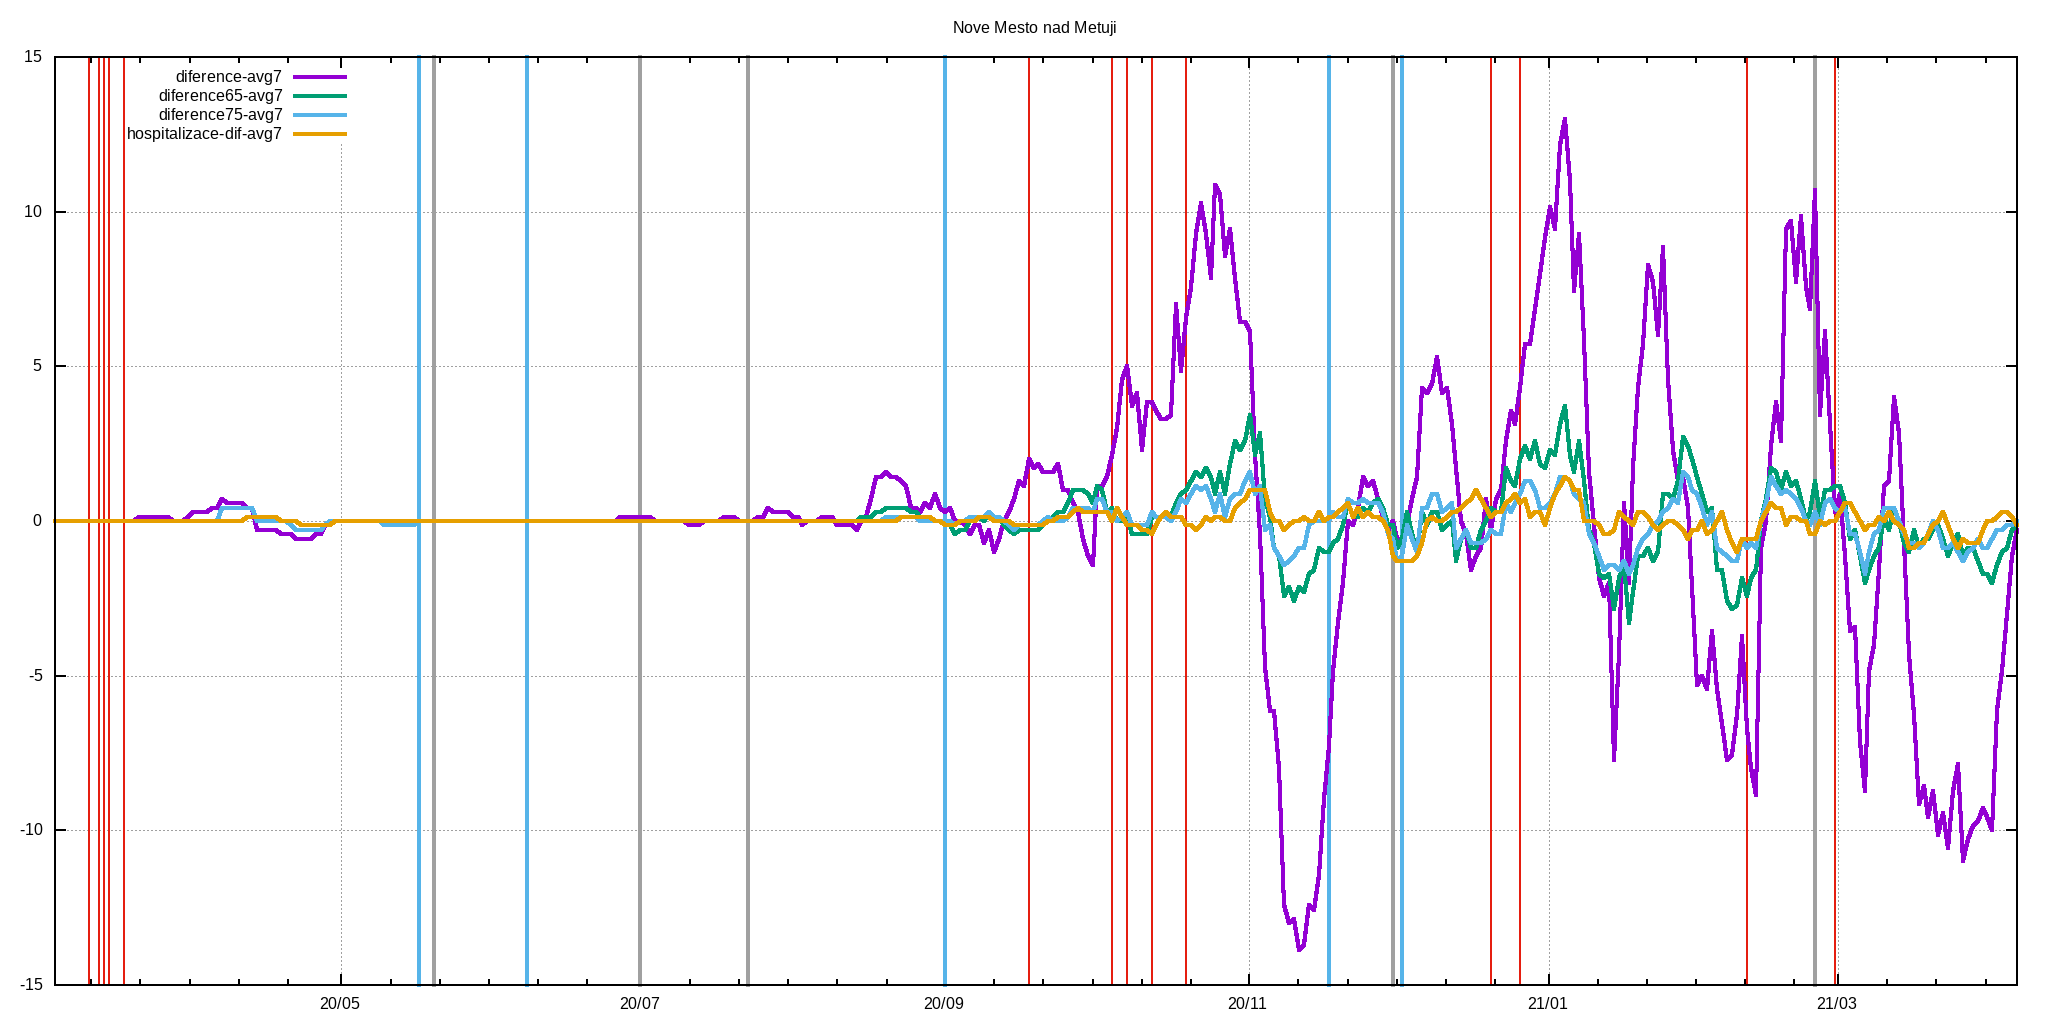 Nove Mesto nad Metuji
15
diference-avg7
diference65-avg7
diference75-avg7
hospitalizace-dif-avg7
10
5
0
-5
-10
-15
20/05 20/07 20/09 20/11 21/01 21/03